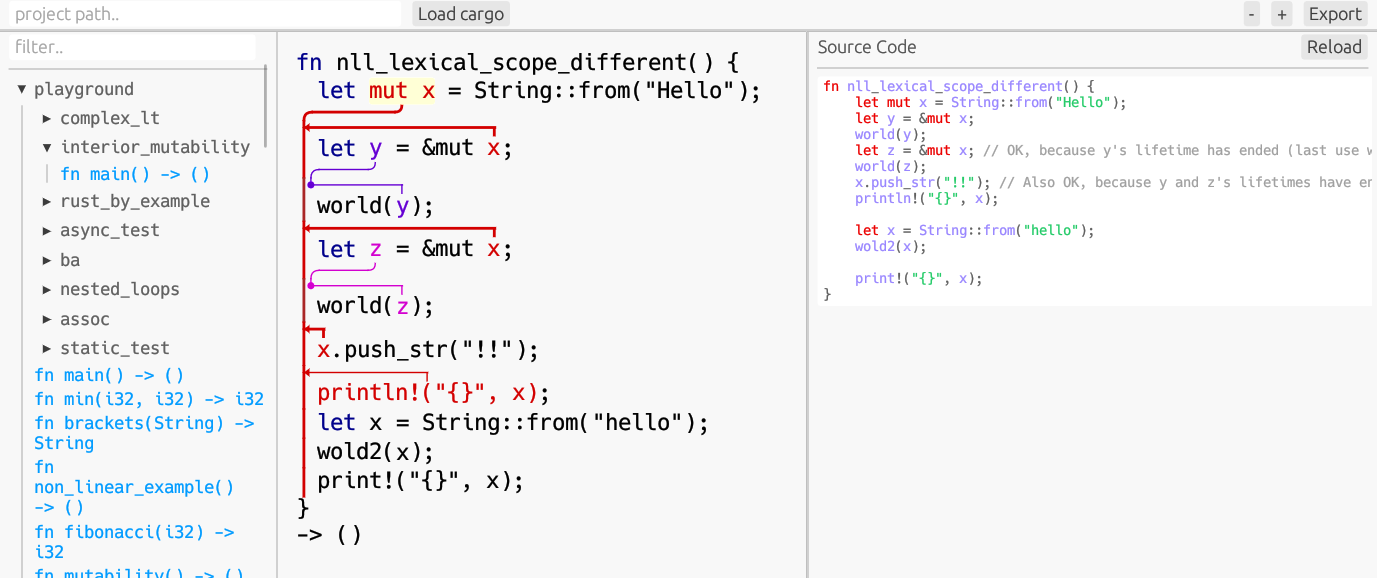 project path..
Load cargo
-
+
Export
filter..
▼ playground
▶ complex_lt
▼ interior_mutability
fn main() -> ()
▶ rust_by_example
▶ async_test
▶ ba
▶ nested_loops
▶ assoc
▶ static_test
fn main() -> ()
fn min(i32, i32) -> i32
fn brackets(String) ->
String
fn
non_linear_example()
-> ()
fn fibonacci(i32) ->
i32
fn mutability() -> ()
fn nll_lexical_scope_different() {
let mut x = String::from("Hello");
let y = &mut x;
world(y);
let z = &mut x;
world(z);
x.push_str("!!");
println!("{}", x);
let x = String::from("hello");
wold2(x);
print!("{}", x);
}
-> ()
Source Code
Reload
fn nll_lexical_scope_different() {
let mut x = String::from("Hello");
let y = &mut x;
world(y);
let z = &mut x; // OK, because y's lifetime has ended (last use
world(z);
x.push_str("!!"); // Also OK, because y and z's lifetimes have
println!("{}", x);
let x = String::from("hello");
wold2(x);
print!("{}", x);
}